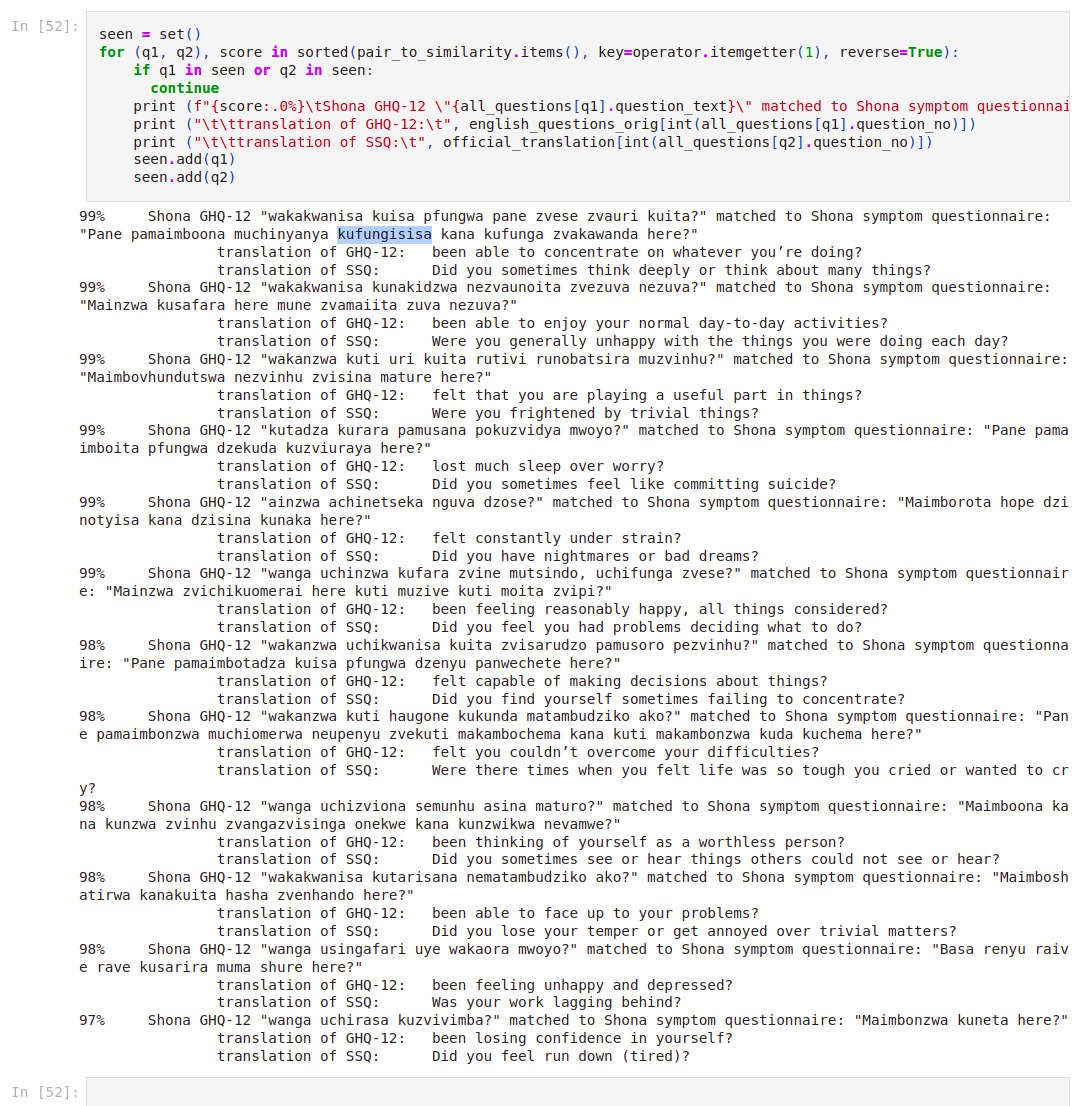 In [52]:
seen = set()
for (q1, q2), score in sorted(pair_to_similarity.items(), key=operator.itemgetter(1), reverse=True):
    if q1 in seen or q2 in seen:
      continue
    print (f"{score:.0%}\tShona GHQ-12 \"{all_questions[q1].question_text}\" matched to Shona symptom questionnai
    print ("\t\ttranslation of GHQ-12:\t", english_questions_orig[int(all_questions[q1].question_no)])
    print ("\t\ttranslation of SSQ:\t", official_translation[int(all_questions[q2].question_no)])
    seen.add(q1)
    seen.add(q2)
99%     Shona GHQ-12 "wakakwanisa kuisa pfungwa pane zvese zvauri kuita?" matched to Shona symptom questionnaire:
"Pane pamaimboona muchinyanya kufungisisa kana kufunga zvakawanda here?"
                translation of GHQ-12:   been able to concentrate on whatever you’re doing?
                translation of SSQ:      Did you sometimes think deeply or think about many things?
99%     Shona GHQ-12 "wakakwanisa kunakidzwa nezvaunoita zvezuva nezuva?" matched to Shona symptom questionnaire:
"Mainzwa kusafara here mune zvamaiita zuva nezuva?"
                translation of GHQ-12:   been able to enjoy your normal day-to-day activities?
                translation of SSQ:      Were you generally unhappy with the things you were doing each day?
99%     Shona GHQ-12 "wakanzwa kuti uri kuita rutivi runobatsira muzvinhu?" matched to Shona symptom questionnaire:
"Maimbovhundutswa nezvinhu zvisina mature here?"
                translation of GHQ-12:   felt that you are playing a useful part in things?
                translation of SSQ:      Were you frightened by trivial things?
99%     Shona GHQ-12 "kutadza kurara pamusana pokuzvidya mwoyo?" matched to Shona symptom questionnaire: "Pane pama
imboita pfungwa dzekuda kuzviuraya here?"
                translation of GHQ-12:   lost much sleep over worry?
                translation of SSQ:      Did you sometimes feel like committing suicide?
99%     Shona GHQ-12 "ainzwa achinetseka nguva dzose?" matched to Shona symptom questionnaire: "Maimborota hope dzi
notyisa kana dzisina kunaka here?"
                translation of GHQ-12:   felt constantly under strain?
                translation of SSQ:      Did you have nightmares or bad dreams?
99%     Shona GHQ-12 "wanga uchinzwa kufara zvine mutsindo, uchifunga zvese?" matched to Shona symptom questionnair
e: "Mainzwa zvichikuomerai here kuti muzive kuti moita zvipi?"
                translation of GHQ-12:   been feeling reasonably happy, all things considered?
                translation of SSQ:      Did you feel you had problems deciding what to do?
98%     Shona GHQ-12 "wakanzwa uchikwanisa kuita zvisarudzo pamusoro pezvinhu?" matched to Shona symptom questionna
ire: "Pane pamaimbotadza kuisa pfungwa dzenyu panwechete here?"
                translation of GHQ-12:   felt capable of making decisions about things?
                translation of SSQ:      Did you find yourself sometimes failing to concentrate?
98%     Shona GHQ-12 "wakanzwa kuti haugone kukunda matambudziko ako?" matched to Shona symptom questionnaire: "Pan
e pamaimbonzwa muchiomerwa neupenyu zvekuti makambochema kana kuti makambonzwa kuda kuchema here?"
                translation of GHQ-12:   felt you couldn’t overcome your difficulties?
                translation of SSQ:      Were there times when you felt life was so tough you cried or wanted to cr
y?
98%     Shona GHQ-12 "wanga uchizviona semunhu asina maturo?" matched to Shona symptom questionnaire: "Maimboona ka
na kunzwa zvinhu zvangazvisinga onekwe kana kunzwikwa nevamwe?"
                translation of GHQ-12:   been thinking of yourself as a worthless person?
                translation of SSQ:      Did you sometimes see or hear things others could not see or hear?
98%     Shona GHQ-12 "wakakwanisa kutarisana nematambudziko ako?" matched to Shona symptom questionnaire: "Maimbosh
atirwa kanakuita hasha zvenhando here?"
                translation of GHQ-12:   been able to face up to your problems?
                translation of SSQ:      Did you lose your temper or get annoyed over trivial matters?
98%     Shona GHQ-12 "wanga usingafari uye wakaora mwoyo?" matched to Shona symptom questionnaire: "Basa renyu raiv
e rave kusarira muma shure here?"
                translation of GHQ-12:   been feeling unhappy and depressed?
                translation of SSQ:      Was your work lagging behind?
97%     Shona GHQ-12 "wanga uchirasa kuzvivimba?" matched to Shona symptom questionnaire: "Maimbonzwa kuneta here?"
                translation of GHQ-12:   been losing confidence in yourself?
                translation of SSQ:      Did you feel run down (tired)?
In [52]: